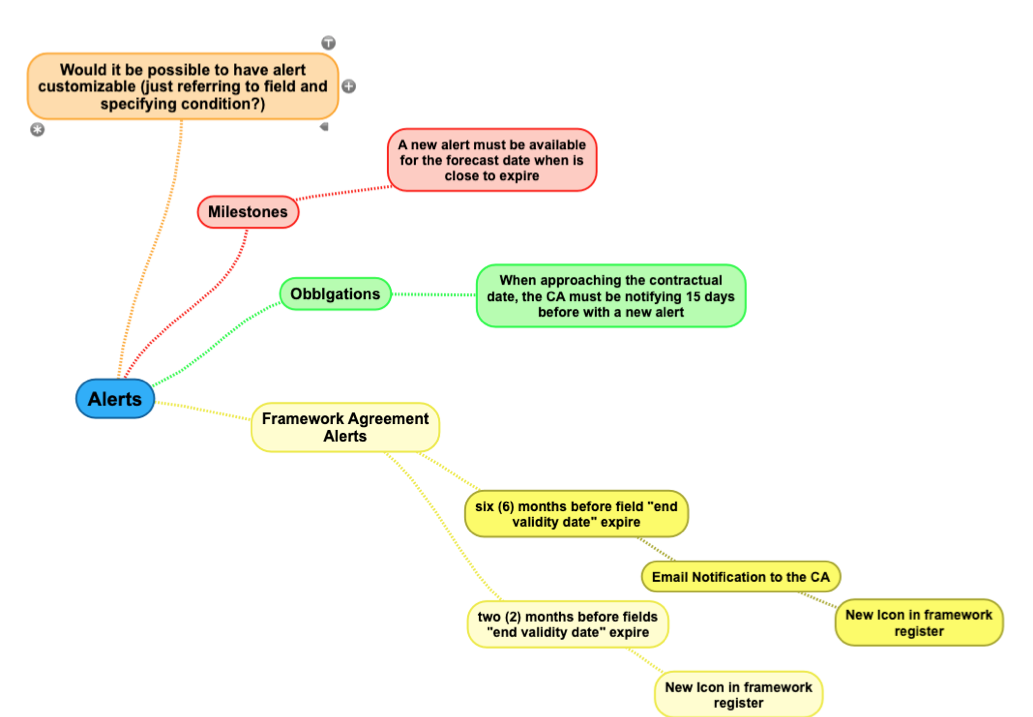 Would it be possible to have alert
customizable (just referring to field and
specifying condition?)
A new alert must be available
for the forecast date when is
close to expire
Milestones
When approaching the contractual
date, the CA must be notifying 15 days
before with a new alert
ObbIgations
Alerts
Framework Agreement
Alerts
six (6) months before field "end
validity date" expire
Email Notification to the CA
New Icon in framework
register
two (2) months before fields
"end validity date" expire
New Icon in framework
register